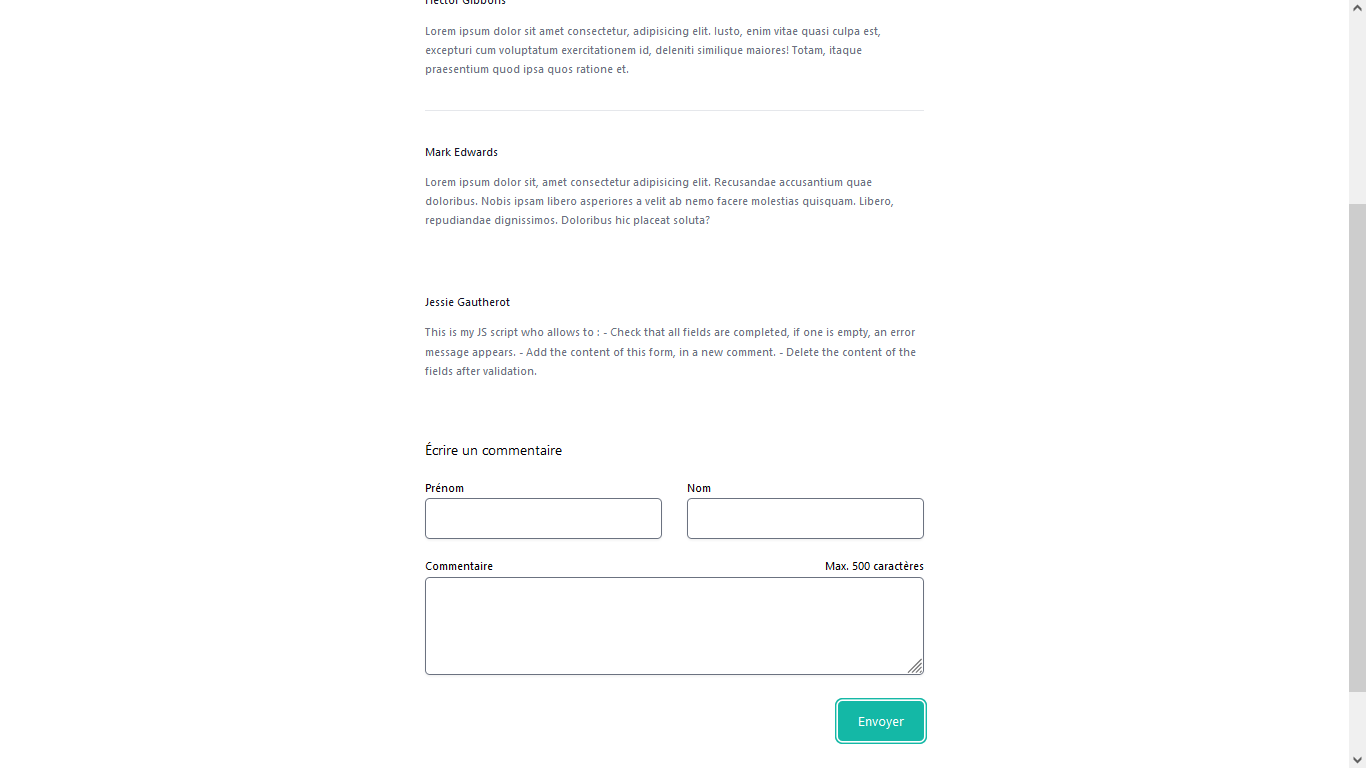 Hector Gibbons
Lorem ipsum dolor sit amet consectetur, adipisicing elit. Iusto, enim vitae quasi culpa est,
excepturi cum voluptatum exercitationem id, deleniti similique maiores! Totam, itaque
praesentium quod ipsa quos ratione et.
Mark Edwards
Lorem ipsum dolor sit, amet consectetur adipisicing elit. Recusandae accusantium quae
doloribus. Nobis ipsam libero asperiores a velit ab nemo facere molestias quisquam. Libero,
repudiandae dignissimos. Doloribus hic placeat soluta?
Jessie Gautherot
This is my JS script who allows to : - Check that all fields are completed, if one is empty, an error
message appears. - Add the content of this form, in a new comment. - Delete the content of the
fields after validation.
Écrire un commentaire
Prénom Nom
Commentaire Max. 500 caractères
Envoyer